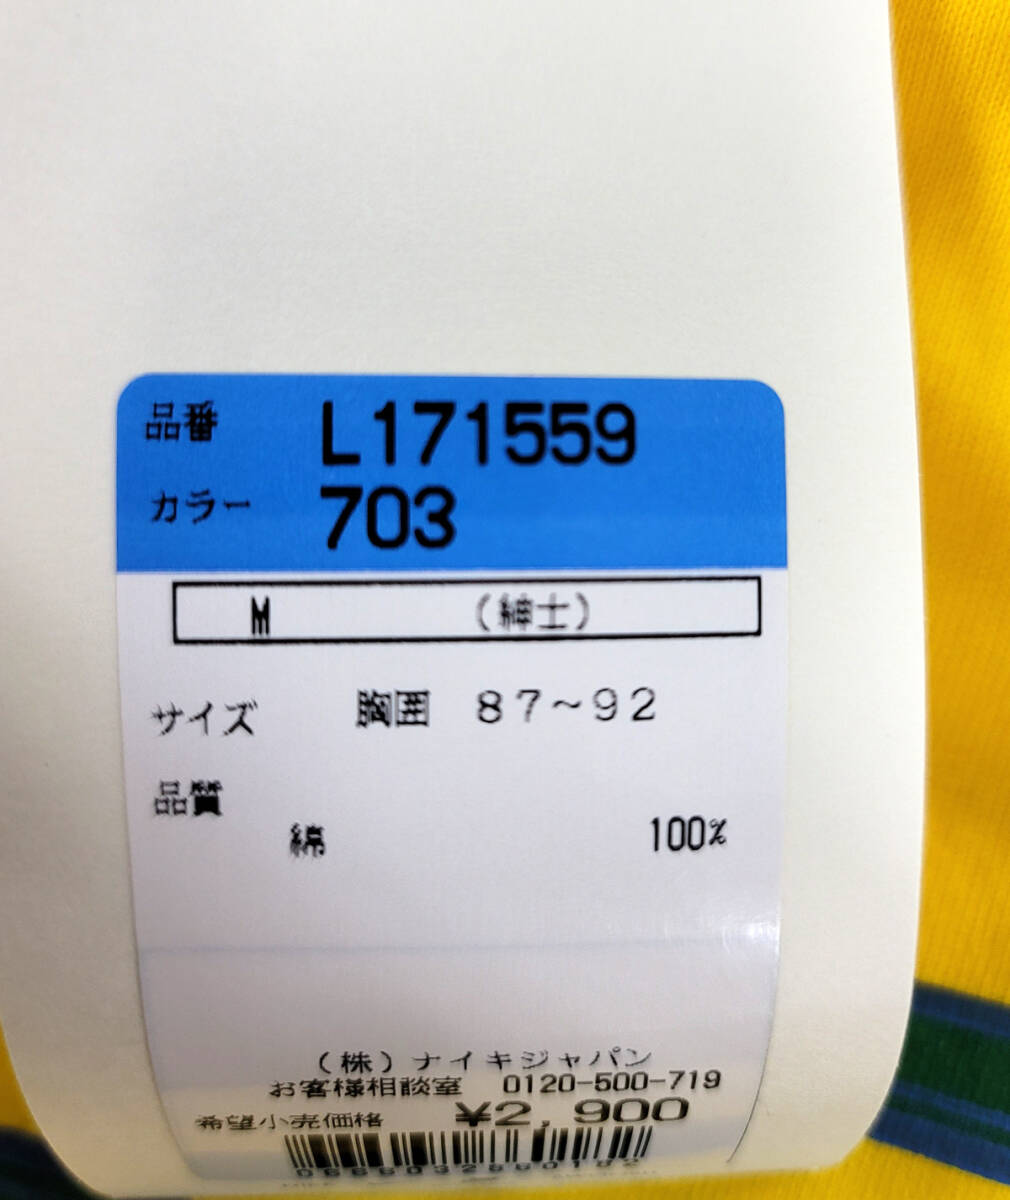 品番 L171559
カラー 703
M （紳士）
サイズ 胸囲 87～92
品質
綿 100%
（株）ナイキジャパン
お客様相談室 0120-500-719
希望小売価格 ¥2,900